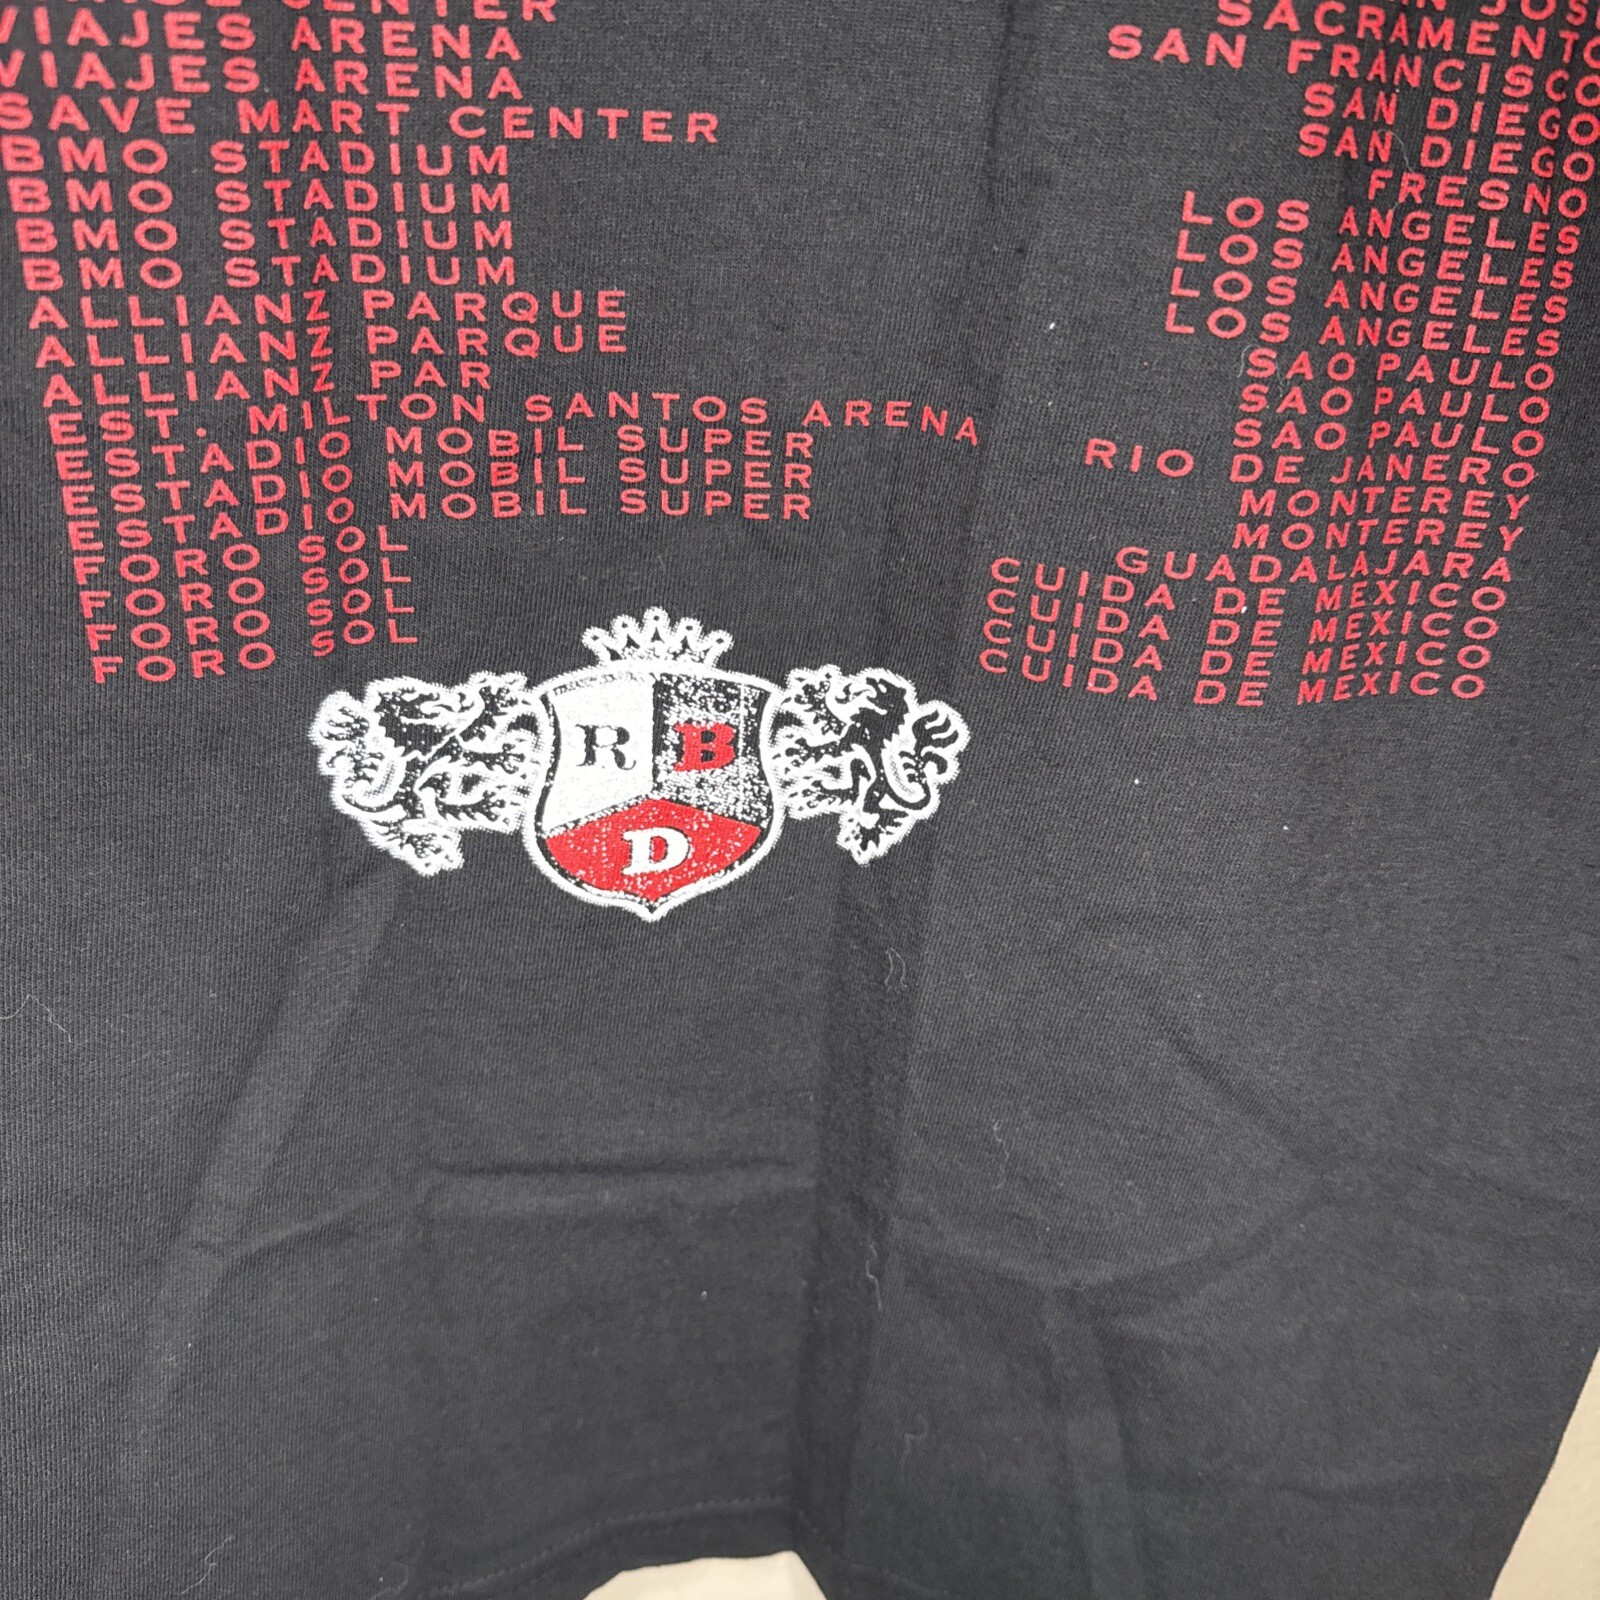 CENTER
VIAJES ARENA
VIAJES ARENA
SAVE MART CENTER
BMO STADIUM
BMO STADIUM
BMO STADIUM
BMO STADIUM
ALLIANZ PARQUE
ALLIANZ PARQUE
ALLIANZ PAR
EST. MILTON SANTOS ARENA
ESTADIO MOBIL SUPER
ESTADIO MOBIL SUPER
ESTADIO MOBIL SUPER
FORO SOL
FORO SOL
FORO SOL
FORO SOL
SACRAMENTO
SAN FRANCISCO
SAN DIEGO
SAN DIEGO
FRESNO
LOS ANGELES
LOS ANGELES
LOS ANGELES
LOS ANGELES
SAO PAULO
SAO PAULO
SAO PAULO
RIO DE JANERO
MONTEREY
MONTEREY
GUADALAJARA
CUIDA DE MEXICO
CUIDA DE MEXICO
CUIDA DE MEXICO
CUIDA DE MEXICO
R B
D